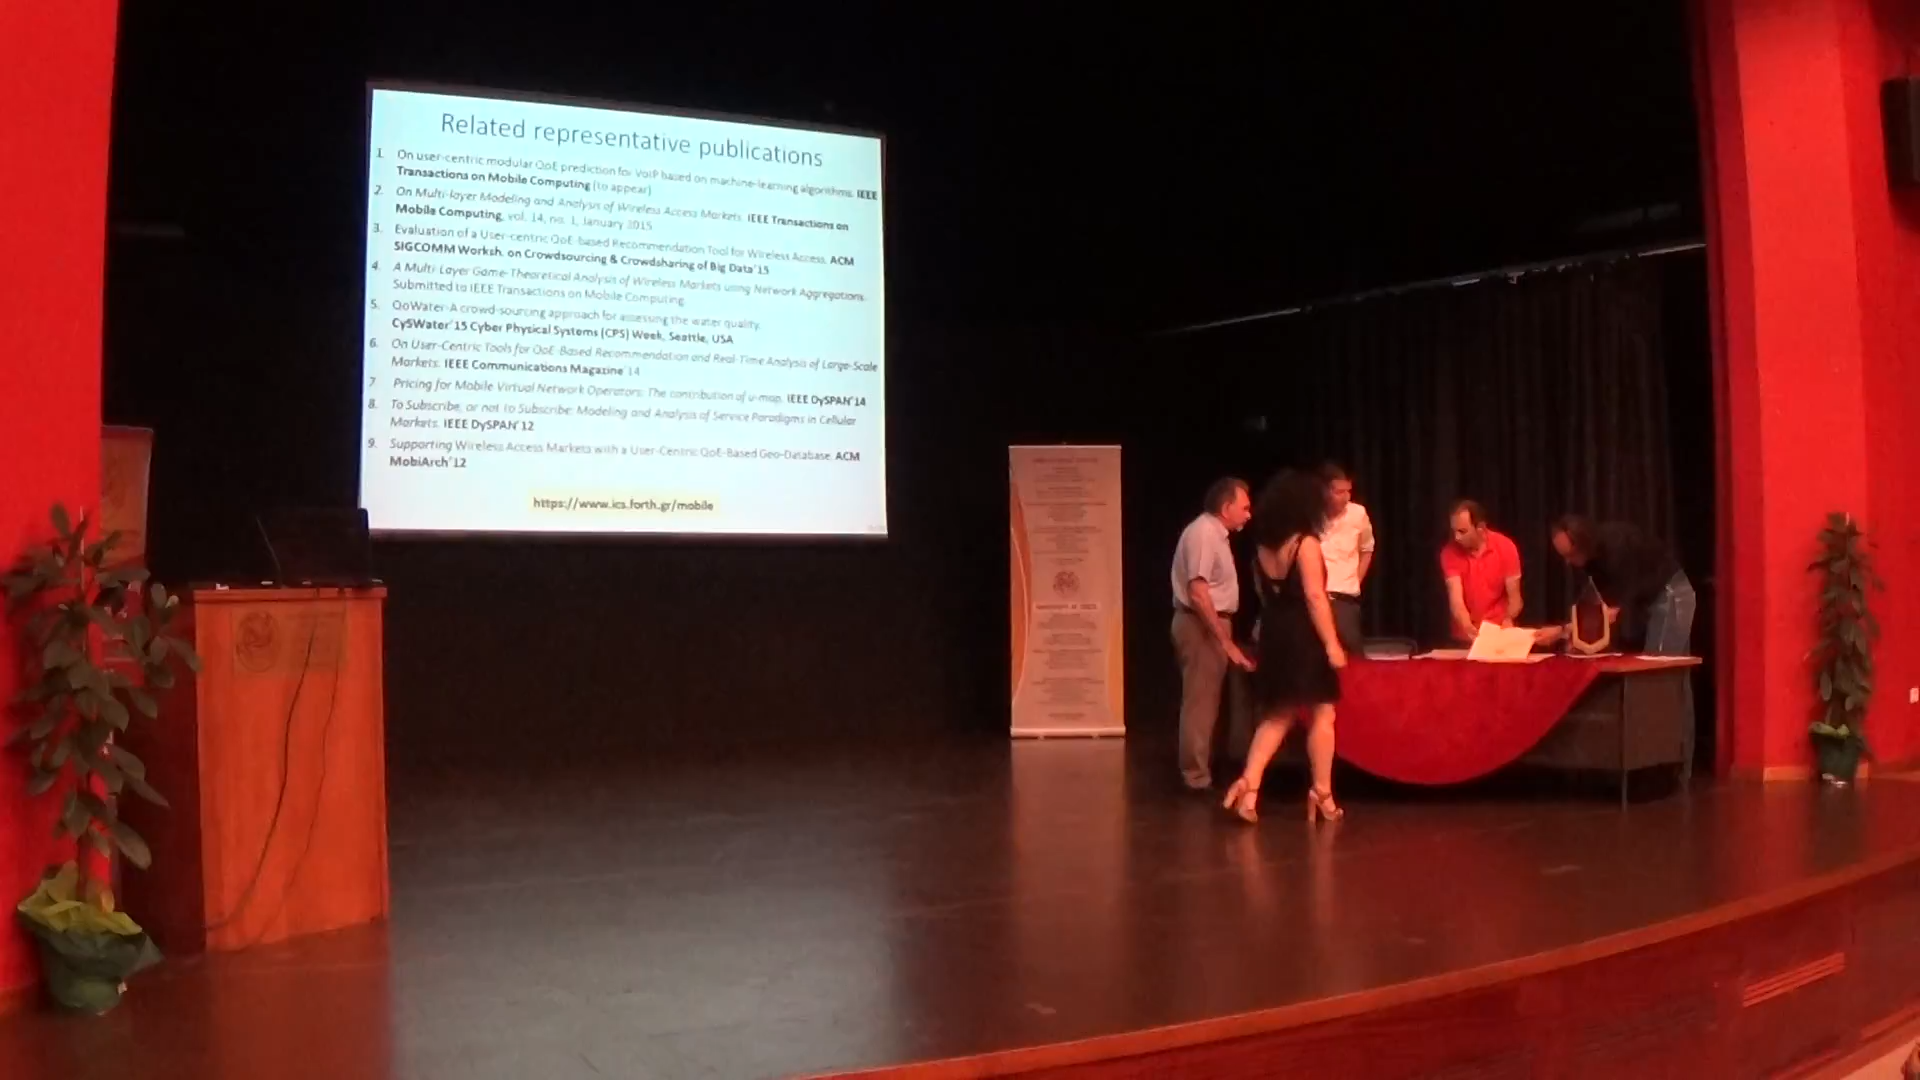 Related representative publications
1. On user-centric modular QoE prediction for VoIP based on machine-learning algorithms. IEEE
Transactions on Mobile Computing (to appear)
2. On Multi-layer Modeling and Analysis of Wireless Access Markets. IEEE Transactions on
Mobile Computing, vol. 14, no. 1, January 2015
3. Evaluation of a User-centric QoE-based Recommendation Tool for Wireless Access. ACM
SIGCOMM Worksh. on Crowdsourcing & Crowdsharing of Big Data'15
4. A Multi-Layer Game-Theoretical Analysis of Wireless Markets using Network Aggregations.
Submitted to IEEE Transactions on Mobile Computing
5. QoWater-A crowd-sourcing approach for assessing the water quality.
CySWater'15 Cyber Physical Systems (CPS) Week, Seattle, USA
6. On User-Centric Tools for QoE-Based Recommendation and Real-Time Analysis of Large-Scale
Markets. IEEE Communications Magazine'14
7. Pricing for Mobile Virtual Network Operators: The contribution of u-map. IEEE DySPAN'14
8. To Subscribe, or not to Subscribe: Modeling and Analysis of Service Paradigms in Cellular
Markets. IEEE DySPAN'12
9. Supporting Wireless Access Markets with a User-Centric QoE-Based Geo-Database. ACM
MobiArch'12
https://www.ics.forth.gr/mobile